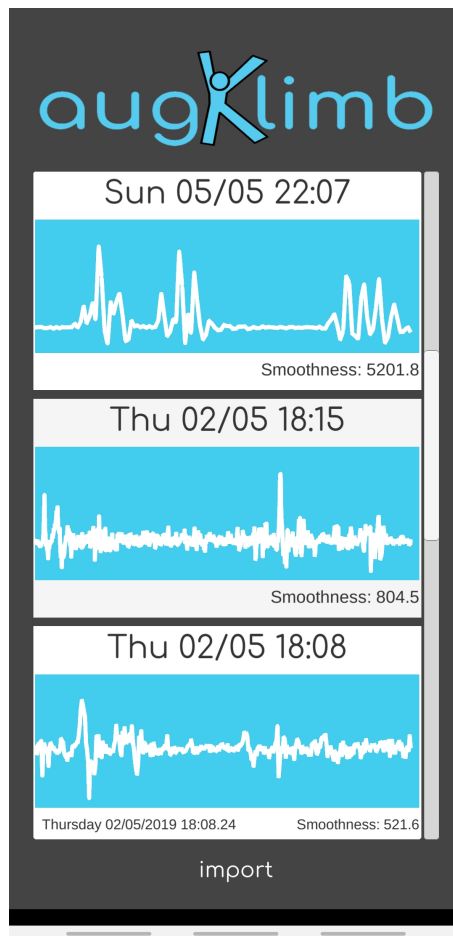 augKlimb
Sun 05/05 22:07
Smoothness: 5201.8
Thu 02/05 18:15
Smoothness: 804.5
Thu 02/05 18:08
Thursday 02/05/2019 18:08.24 Smoothness: 521.6
import